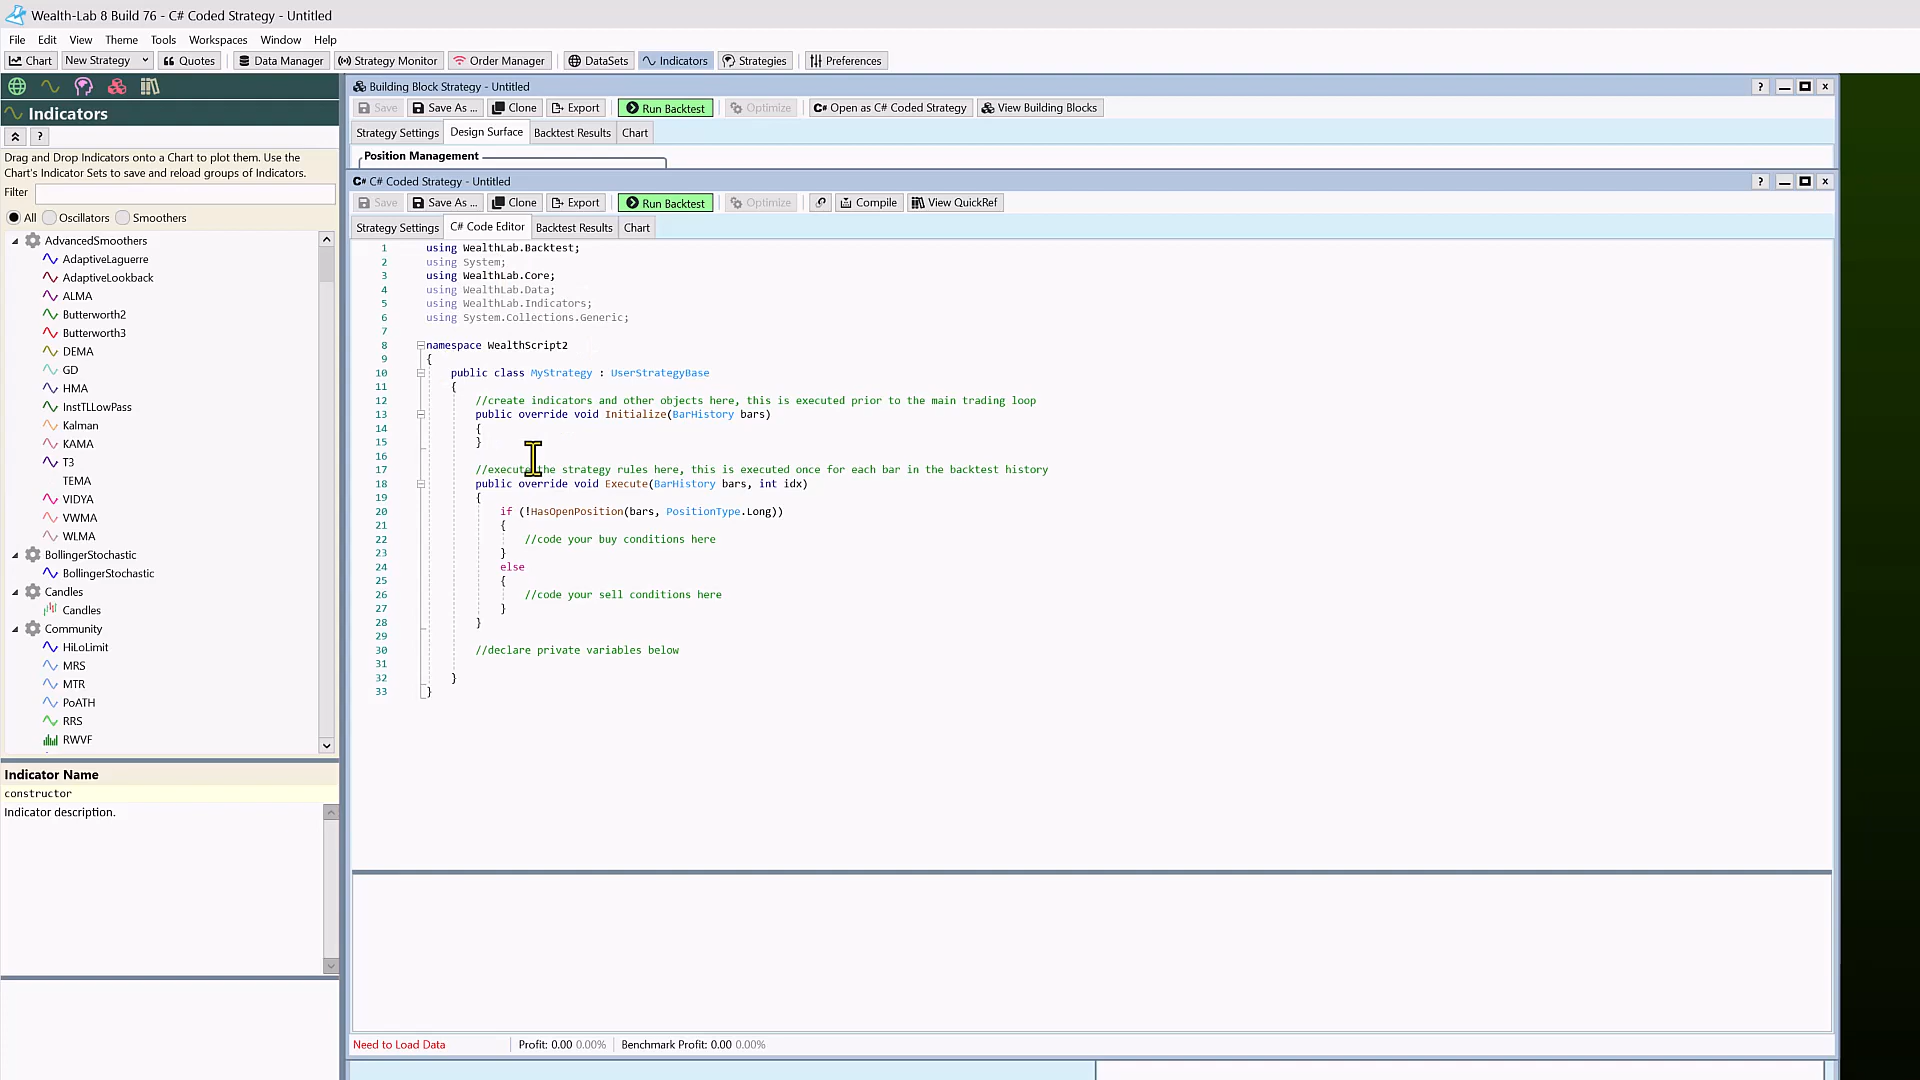 Wealth-Lab 8 Build 76 - C# Coded Strategy - Untitled
File Edit View Theme Tools Workspaces Window Help
Chart New Strategy Quotes Data Manager Strategy Monitor Order Manager DataSets Indicators Strategies Preferences
Indicators
?
Drag and Drop Indicators onto a Chart to plot them. Use the
Chart's Indicator Sets to save and reload groups of Indicators.
Filter
All Oscillators Smoothers
AdvancedSmoothers
AdaptiveLaguerre
AdaptiveLookback
ALMA
Butterworth2
Butterworth3
DEMA
GD
HMA
InstTLLowPass
Kalman
KAMA
T3
TEMA
VIDYA
VWMA
WLMA
BollingerStochastic
BollingerStochastic
Candles
Candles
Community
HiLoLimit
MRS
MTR
PoATH
RRS
RWVF
Indicator Name
constructor
Indicator description.
Building Block Strategy - Untitled
Save Save As ... Clone Export Run Backtest Optimize C# Open as C# Coded Strategy View Building Blocks
Strategy Settings Design Surface Backtest Results Chart
Position Management
C# C# Coded Strategy - Untitled
Save Save As ... Clone Export Run Backtest Optimize Compile View QuickRef
Strategy Settings C# Code Editor Backtest Results Chart
1 using WealthLab.Backtest;
2 using System;
3 using WealthLab.Core;
4 using WealthLab.Data;
5 using WealthLab.Indicators;
6 using System.Collections.Generic;
7
8 namespace WealthScript2
9 {
10 public class MyStrategy : UserStrategyBase
11 {
12 //create indicators and other objects here, this is executed prior to the main trading loop
13 public override void Initialize(BarHistory bars)
14 {
15 }
16
17 //execute the strategy rules here, this is executed once for each bar in the backtest history
18 public override void Execute(BarHistory bars, int idx)
19 {
20 if (!HasOpenPosition(bars, PositionType.Long))
21 {
22 //code your buy conditions here
23 }
24 else
25 {
26 //code your sell conditions here
27 }
28 }
29
30 //declare private variables below
31
32 }
33 }
Need to Load Data Profit: 0.00 0.00% Benchmark Profit: 0.00 0.00%